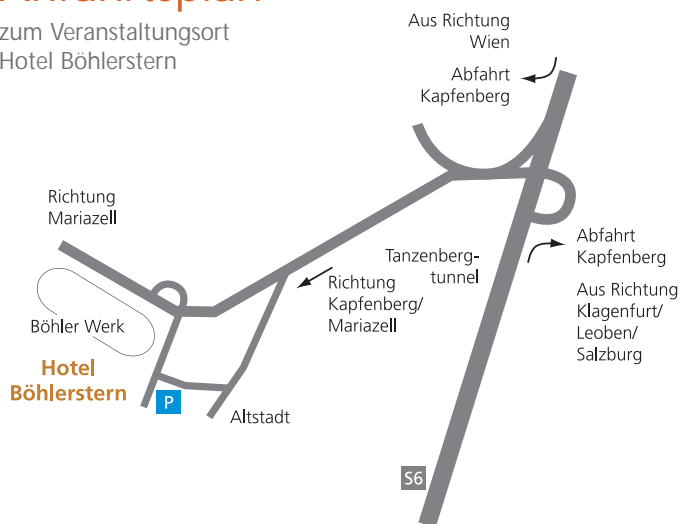 zum Veranstaltungsort
Hotel Böhlerstern
Aus Richtung
Wien
Abfahrt
Kapfenberg
Richtung
Mariazell
Tanzenberg-
tunnel
Abfahrt
Kapfenberg
Richtung
Kapfenberg/
Mariazell
Aus Richtung
Klagenfurt/
Leoben/
Salzburg
Böhler Werk
Hotel
Böhlerstern
P
Altstadt
S6